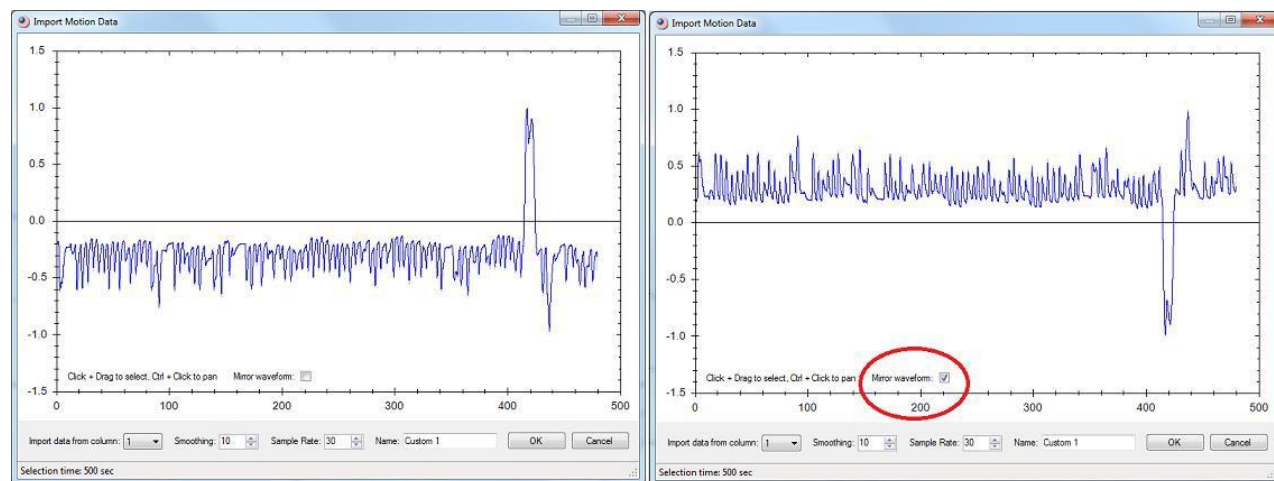 Import Motion Data
1.5
1.0
0.5
0.0
-0.5
-1.0
-1.5
Click + Drag to select, Ctrl + Click to pan Mirror waveform:
0 100 200 300 400 500
Import data from column: 1 Smoothing: 10 Sample Rate: 30 Name: Custom 1 OK Cancel
Selection time: 500 sec
Import Motion Data
1.5
1.0
0.5
0.0
-0.5
-1.0
-1.5
Click + Drag to select, Ctrl + Click to pan Mirror waveform:
0 100 200 300 400 500
Import data from column: 1 Smoothing: 10 Sample Rate: 30 Name: Custom 1 OK Cancel
Selection time: 500 sec